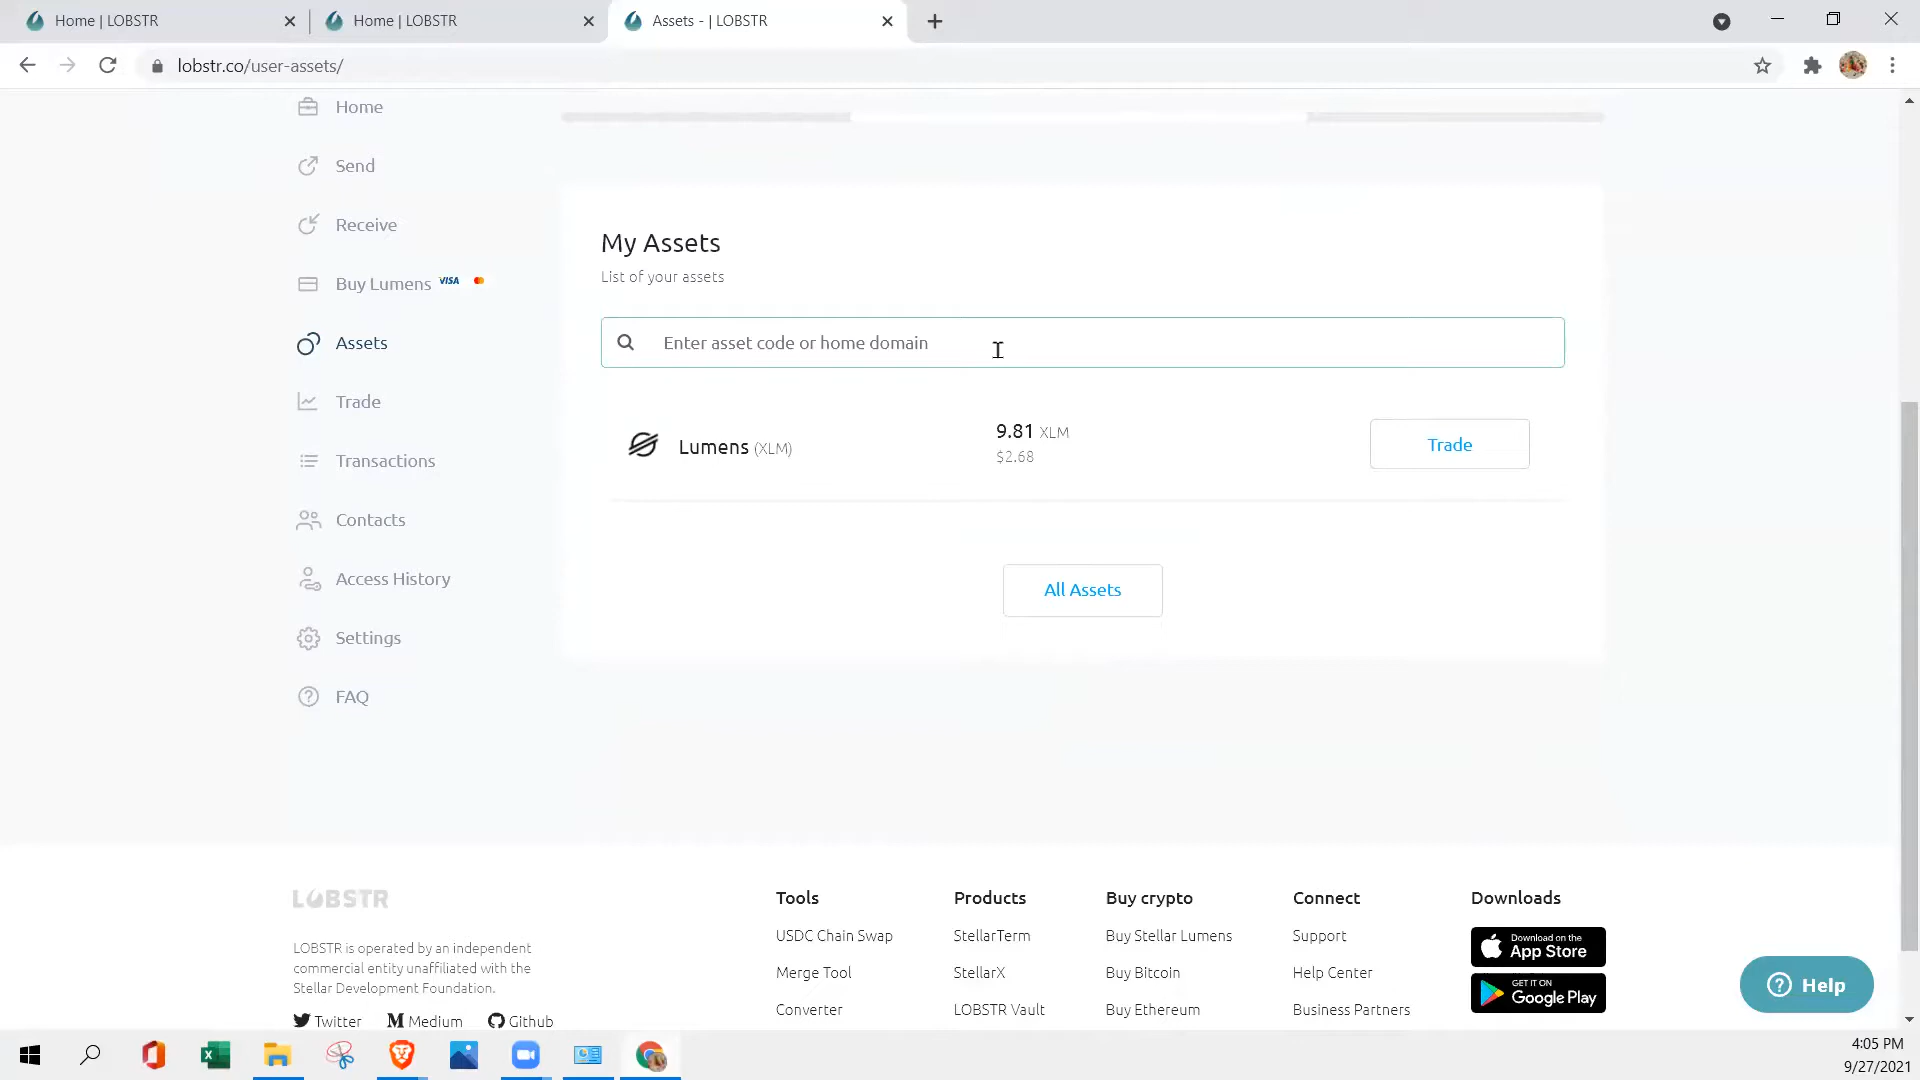 Home | LOBSTR
Home | LOBSTR
Assets - | LOBSTR
lobstr.co/user-assets/
Home
Send
Receive
Buy Lumens VISA
Assets
Trade
Transactions
Contacts
Access History
Settings
FAQ
My Assets
List of your assets
Enter asset code or home domain
Lumens (XLM)
9.81 XLM
$2.68
Trade
All Assets
LOBSTR
LOBSTR is operated by an independent
commercial entity unaffiliated with the
Stellar Development Foundation.
Twitter Medium Github
Tools
USDC Chain Swap
Merge Tool
Converter
Products
StellarTerm
StellarX
LOBSTR Vault
Buy crypto
Buy Stellar Lumens
Buy Bitcoin
Buy Ethereum
Connect
Support
Help Center
Business Partners
Downloads
Download on the
App Store
GET IT ON
Google Play
Help
4:05 PM
9/27/2021